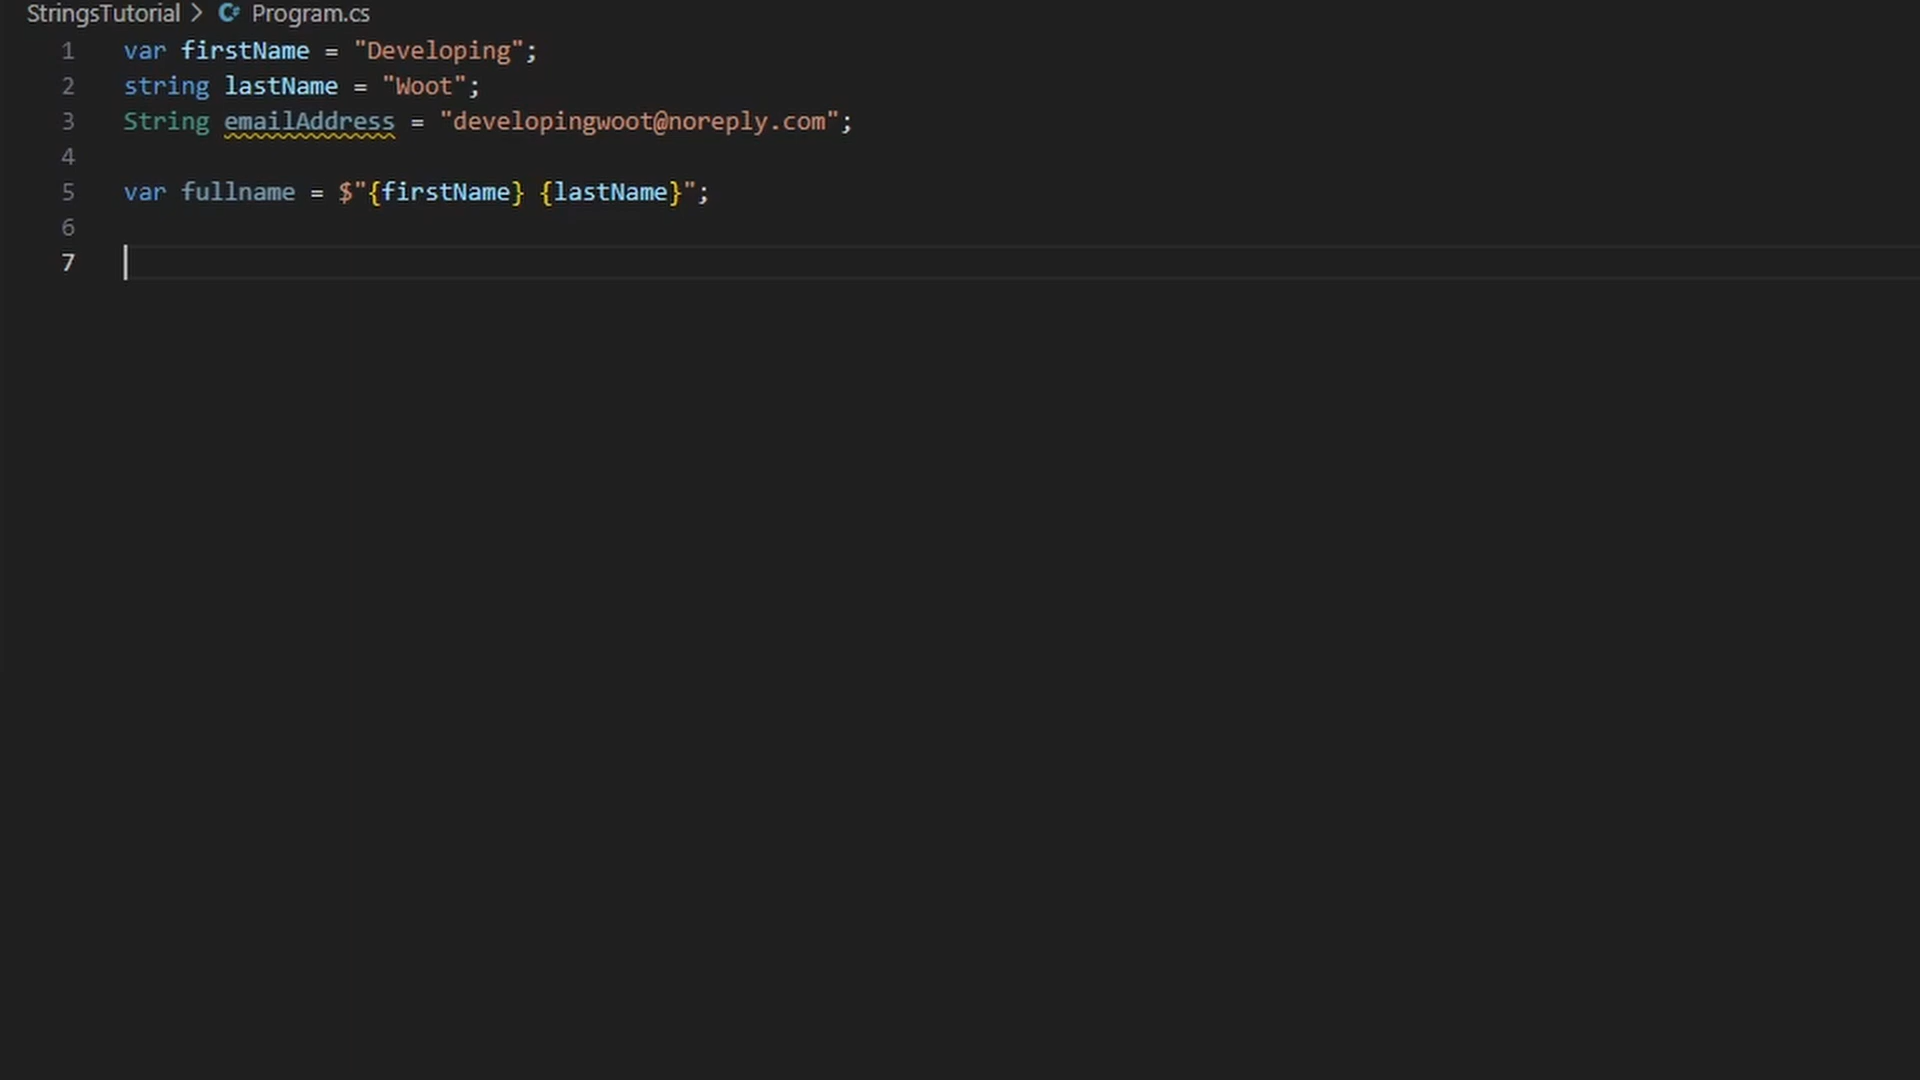 StringsTutorial > C# Program.cs
1 var firstName = "Developing";
2 string lastName = "Woot";
3 String emailAddress = "developingwoot@noreply.com";
4
5 var fullname = $"{firstName} {lastName}";
6
7